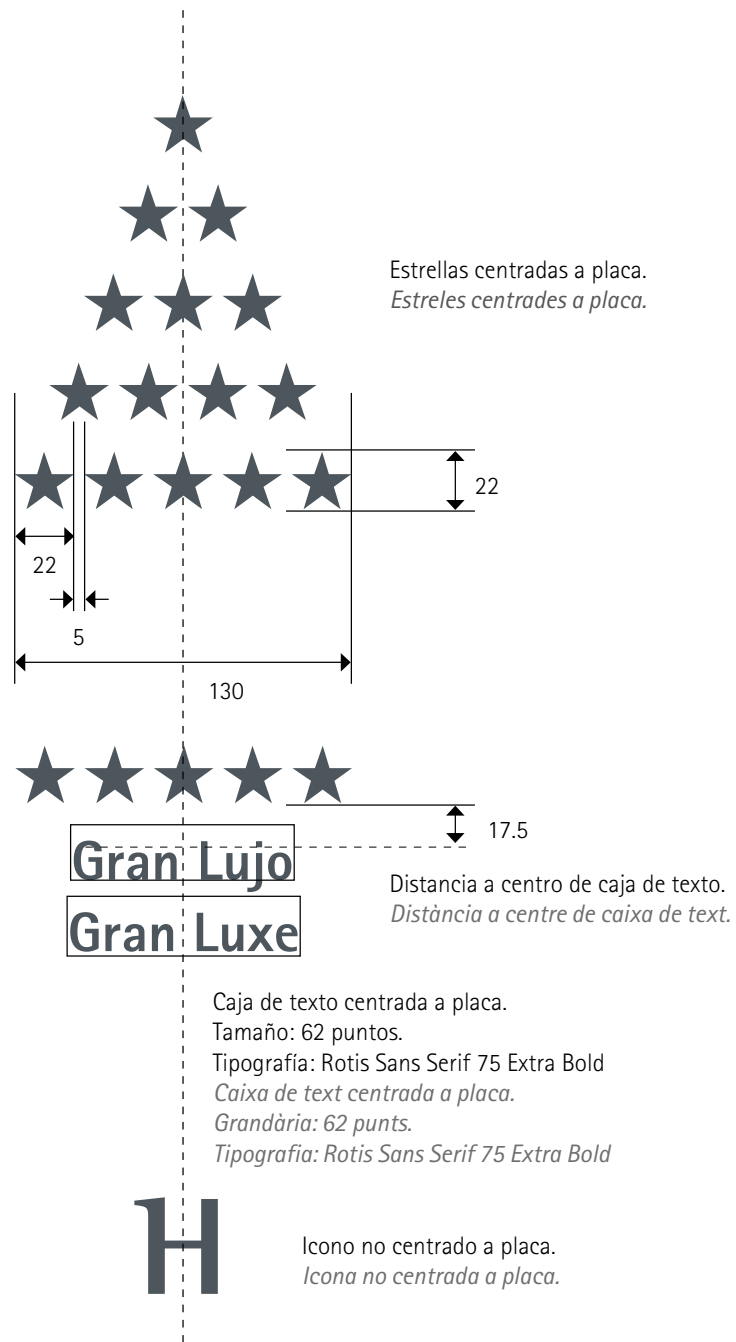 Estrellas centradas a placa.
Estreles centrades a placa.
22
22
5
130
17.5
Gran Lujo
Distancia a centro de caja de texto.
Distància a centre de caixa de text.
Gran Luxe
Caja de texto centrada a placa.
Tamaño: 62 puntos.
Tipografía: Rotis Sans Serif 75 Extra Bold
Caixa de text centrada a placa.
Grandària: 62 punts.
Tipografia: Rotis Sans Serif 75 Extra Bold
H
Icono no centrado a placa.
Icona no centrada a placa.